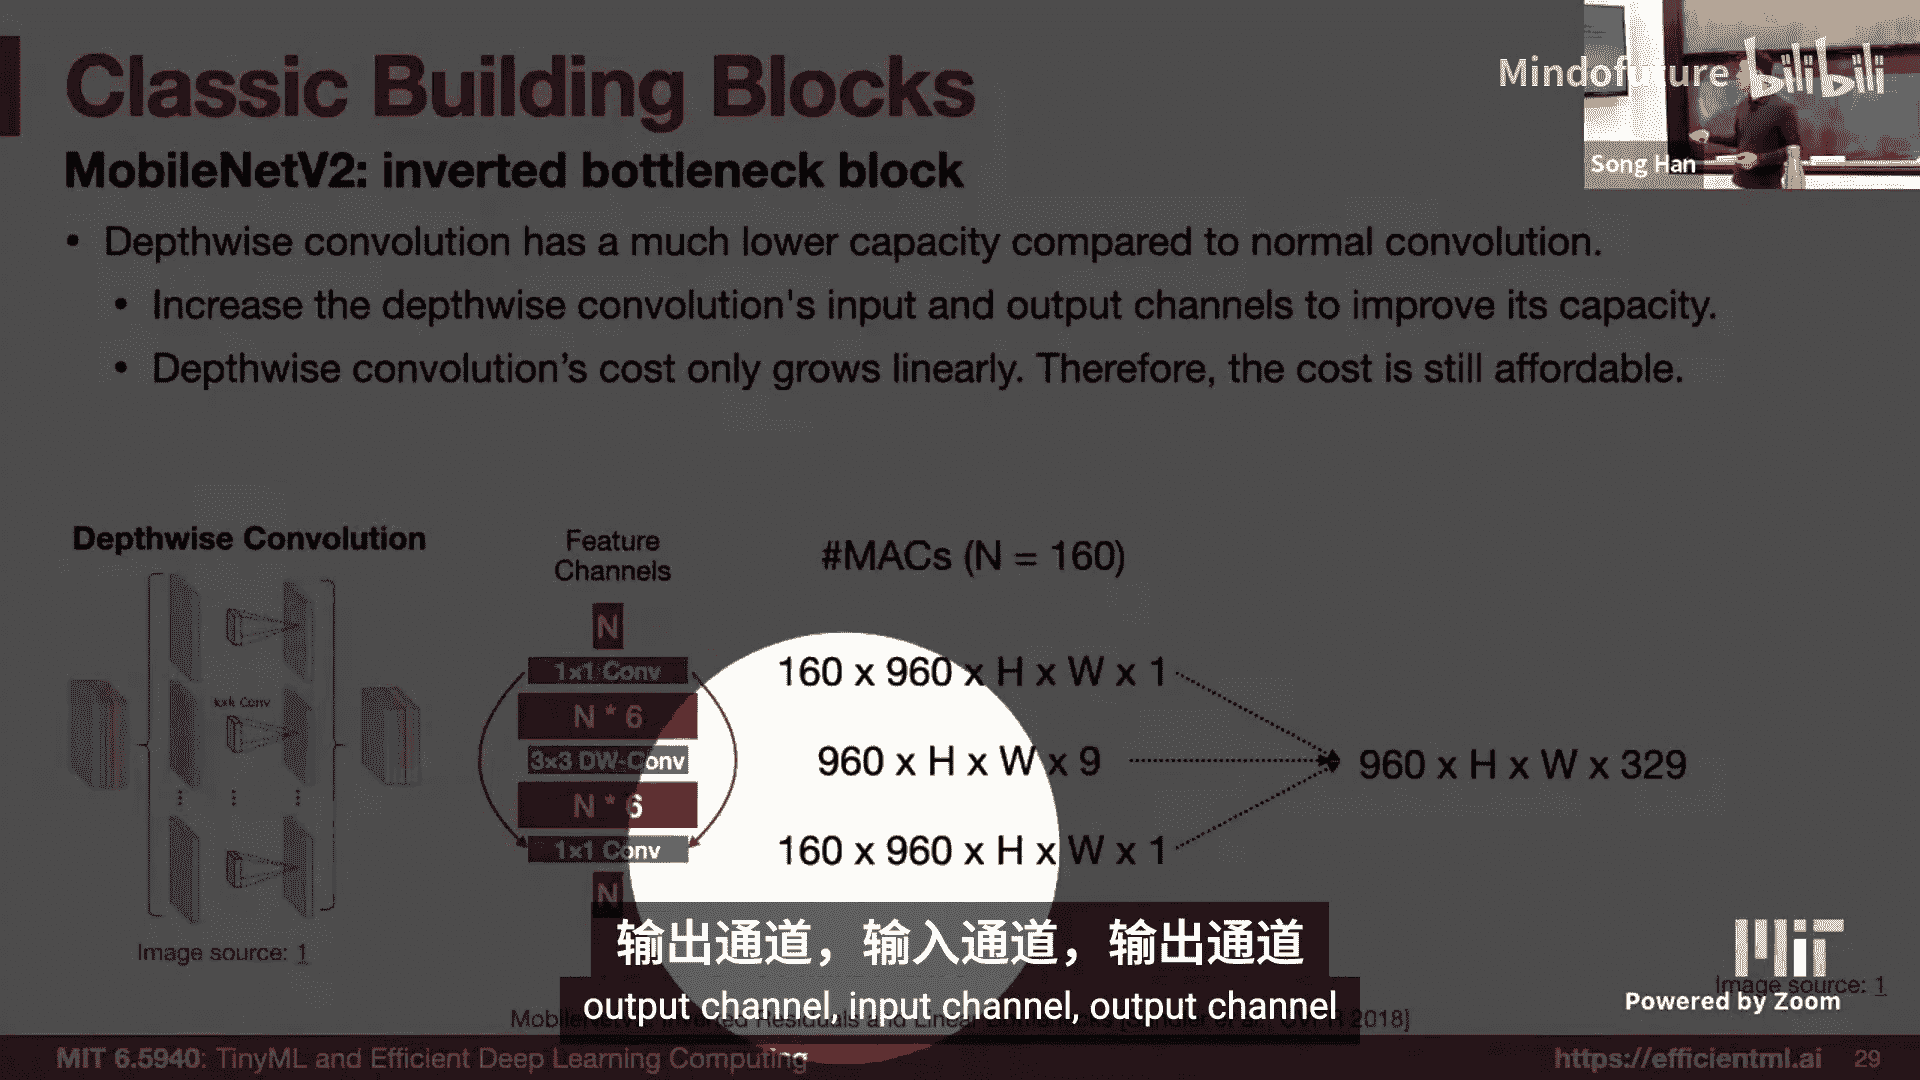 Classic Building Blocks
Mindofuture bilibili
Song Han
MobileNetV2: inverted bottleneck block
• Depthwise convolution has a much lower capacity compared to normal convolution.
• Increase the depthwise convolution's input and output channels to improve its capacity.
• Depthwise convolution's cost only grows linearly. Therefore, the cost is still affordable.
Depthwise Convolution
kxk Conv
Image source: 1
Feature
Channels
N
1x1 Conv
N * 6
3x3 DW-Conv
N * 6
1x1 Conv
N
#MACs (N = 160)
160 x 960 x H x W x 1
960 x H x W x 9
160 x 960 x H x W x 1
960 x H x W x 329
输出通道，输入通道，输出通道
output channel, input channel, output channel
2018]
MIT
Image source: 1
Powered by Zoom
MIT 6.5940: TinyML and Efficient Deep Learning Computing
https://efficientml.ai
29